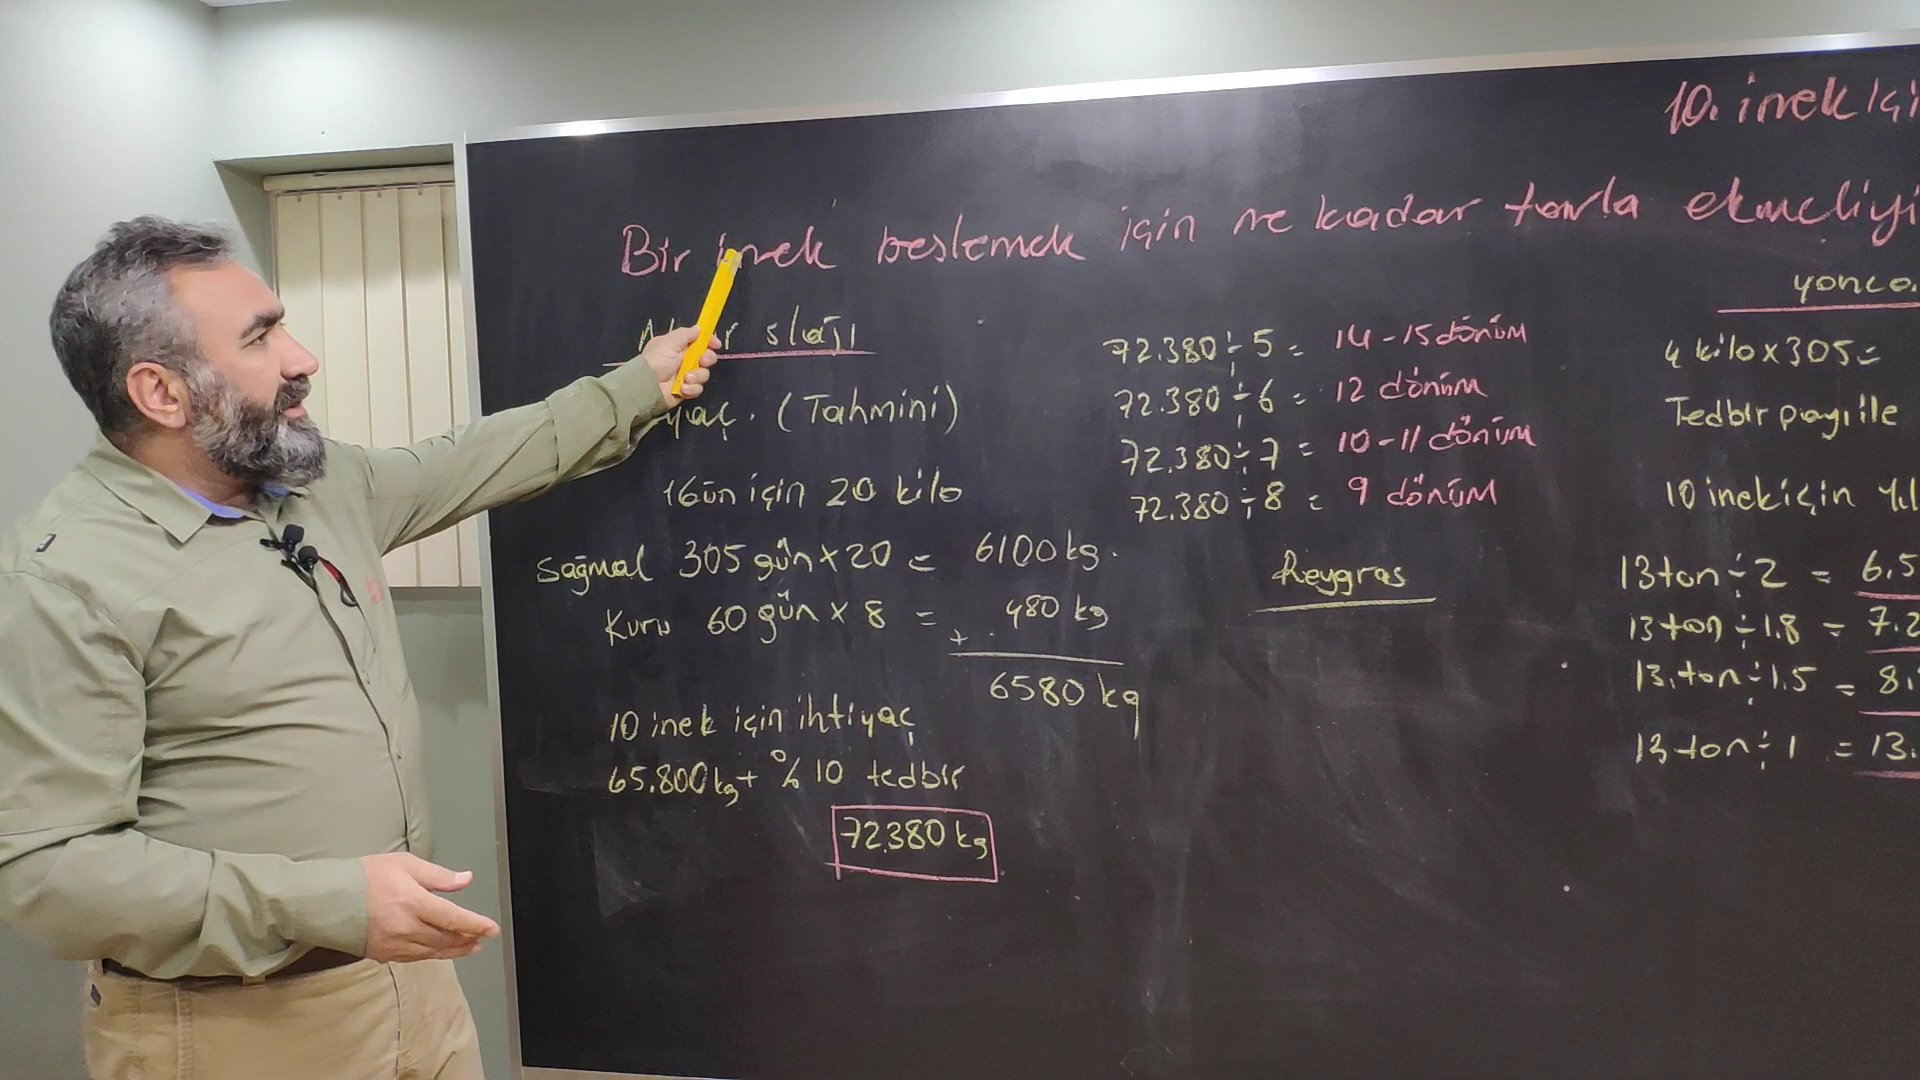 10. inek içi
Bir inek beslemek için ne kadar tarla ekmeliyi
slajı
(Tahmini)
1 Gün için 20 kilo
Sağmal 305 gün x 20 = 6100 kg.
Kuru 60 gün x 8 = 480 kg
+
6580 kg
10 inek için ihtiyaç
65.800 kg + % 10 tedbir
72.380 kg
72.380 ÷ 5 = 14-15 dönüm
72.380 ÷ 6 = 12 dönüm
72.380 ÷ 7 = 10-11 dönüm
72.380 ÷ 8 = 9 dönüm
Reygras
yonca
4 kilo x 305 =
Tedbir payı ile
10 inek için Yıl
13 ton ÷ 2 = 6.5
13 ton ÷ 1.8 = 7.2
13. ton ÷ 1.5 = 8.
13 ton ÷ 1 = 13.